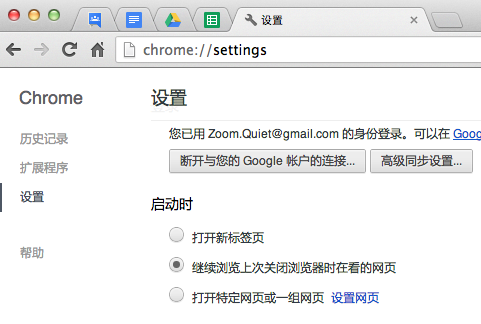 设置
chrome://settings
Chrome
设置
历史记录
您已用 Zoom.Quiet@gmail.com 的身份登录。可以在 Goog
断开与您的 Google 帐户的连接... 高级同步设置...
扩展程序
设置
启动时
打开新标签页
帮助
继续浏览上次关闭浏览器时在看的网页
打开特定网页或一组网页 设置网页